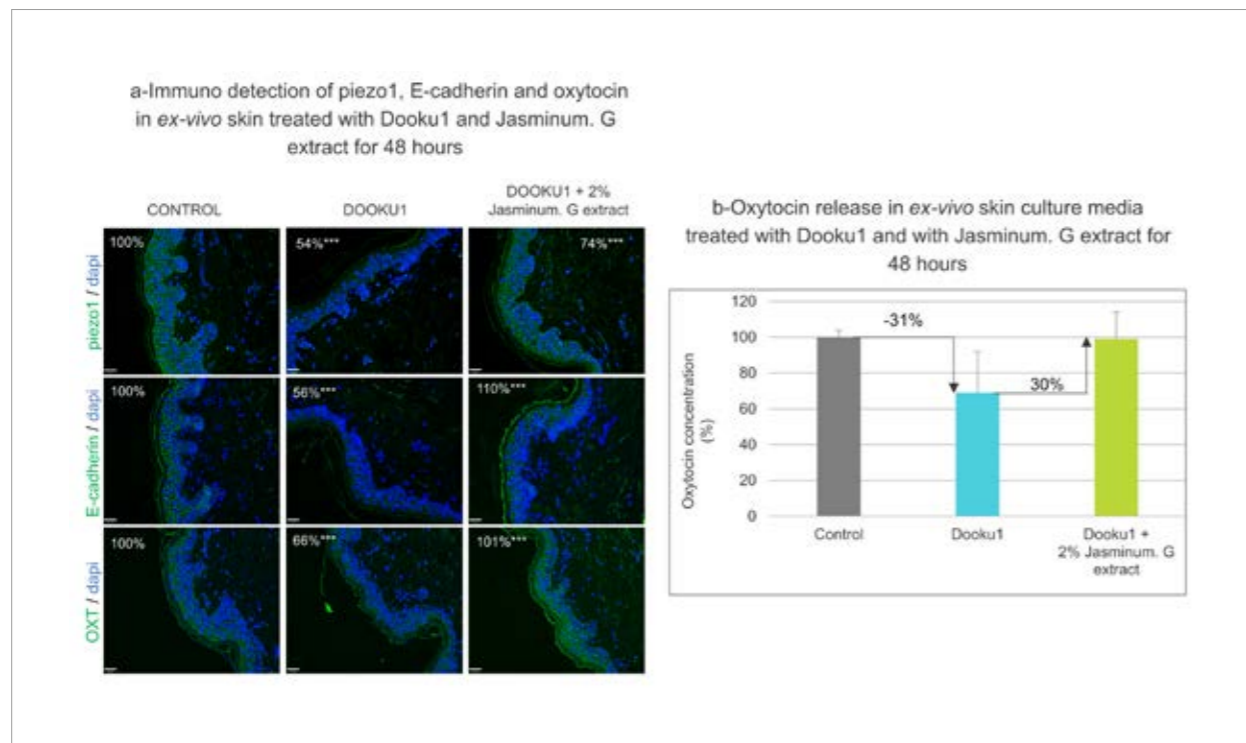 a-Immuno detection of piezo1, E-cadherin and oxytocin
in ex-vivo skin treated with Dooku1 and Jasminum. G
extract for 48 hours
CONTROL
DOOKU1
DOOKU1 + 2%
Jasminum. G extract
piezo1 / dapi
100%
54%***
74%***
E-cadherin / dapi
100%
56%***
110%***
OXT / dapi
100%
66%***
101%***
b-Oxytocin release in ex-vivo skin culture media
treated with Dooku1 and with Jasminum. G extract for
48 hours
Oxytocin concentration
(%)
120
100
80
60
40
20
0
-31%
30%
Control
Dooku1
Dooku1 +
2% Jasminum. G
extract